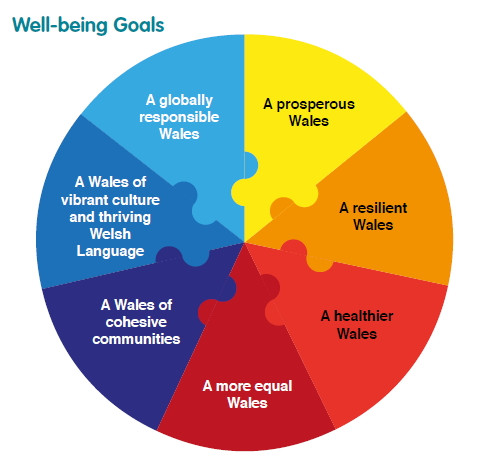 Well-being Goals
A prosperous
Wales
A resilient
Wales
A healthier
Wales
A more equal
Wales
A Wales of
cohesive
communities
A Wales of
vibrant culture
and thriving
Welsh
Language
A globally
responsible
Wales